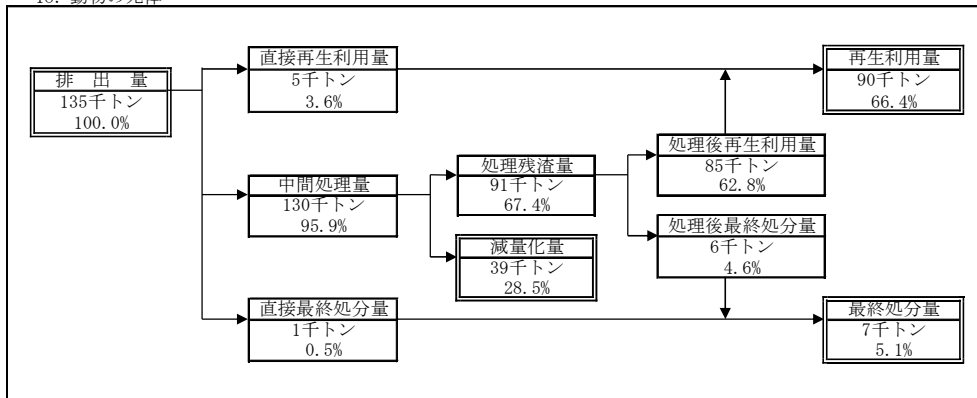 排 出 量
135千トン
100.0%
直接再生利用量
5千トン
3.6%
中間処理量
130千トン
95.9%
直接最終処分量
1千トン
0.5%
処理残渣量
91千トン
67.4%
減量化量
39千トン
28.5%
処理後再生利用量
85千トン
62.8%
処理後最終処分量
6千トン
4.6%
再生利用量
90千トン
66.4%
最終処分量
7千トン
5.1%